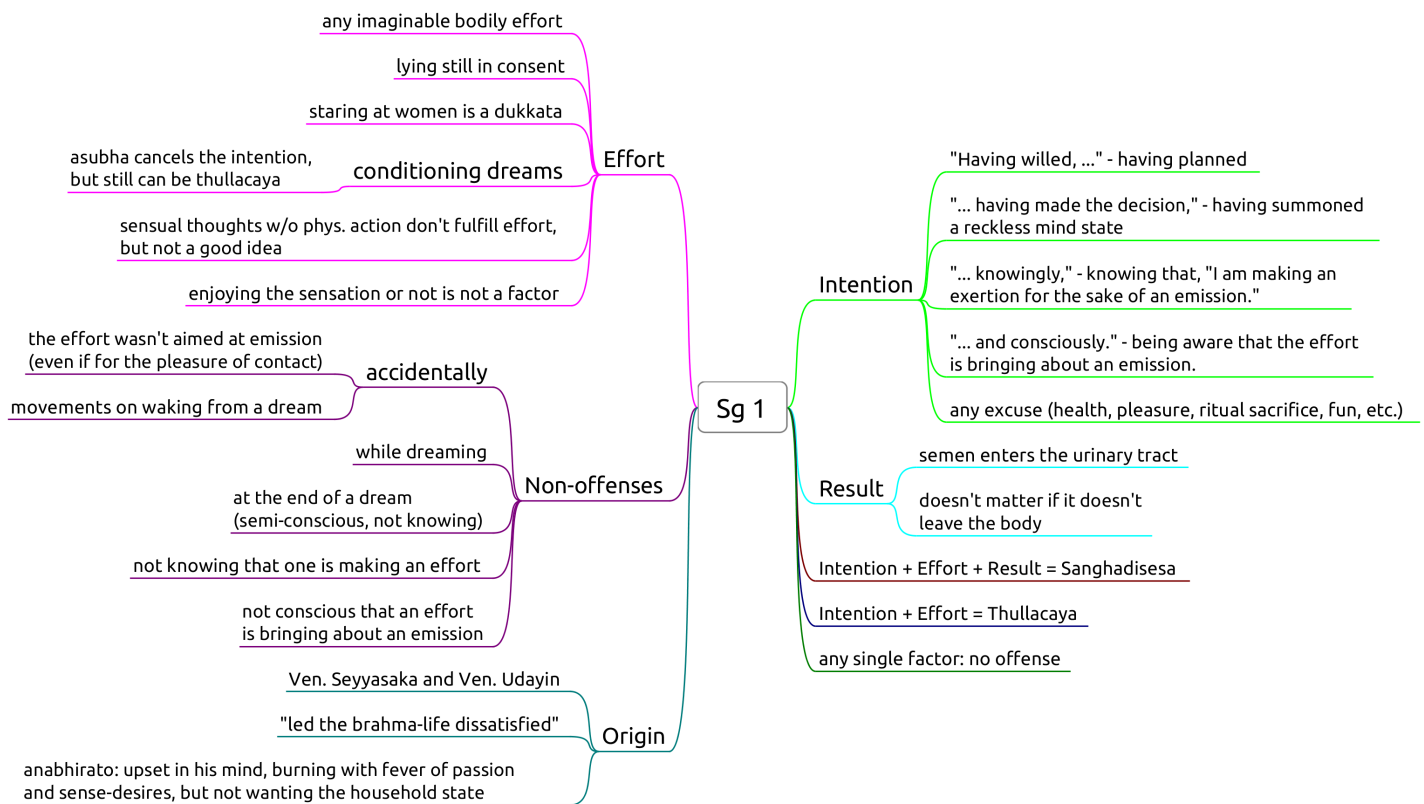 any imaginable bodily effort
lying still in consent
staring at women is a dukkata
asubha cancels the intention,
but still can be thullacaya
conditioning dreams
sensual thoughts w/o phys. action don't fulfill effort,
but not a good idea
enjoying the sensation or not is not a factor
Effort
the effort wasn't aimed at emission
(even if for the pleasure of contact)
movements on waking from a dream
accidentally
while dreaming
at the end of a dream
(semi-conscious, not knowing)
not knowing that one is making an effort
not conscious that an effort
is bringing about an emission
Non-offenses
Ven. Seyyasaka and Ven. Udayin
"led the brahma-life dissatisfied"
anabhirato: upset in his mind, burning with fever of passion
and sense-desires, but not wanting the household state
Origin
Sg 1
Intention
"Having willed, ..." - having planned
"... having made the decision," - having summoned
a reckless mind state
"... knowingly," - knowing that, "I am making an
exertion for the sake of an emission."
"... and consciously." - being aware that the effort
is bringing about an emission.
any excuse (health, pleasure, ritual sacrifice, fun, etc.)
Result
semen enters the urinary tract
doesn't matter if it doesn't
leave the body
Intention + Effort + Result = Sanghadisesa
Intention + Effort = Thullacaya
any single factor: no offense